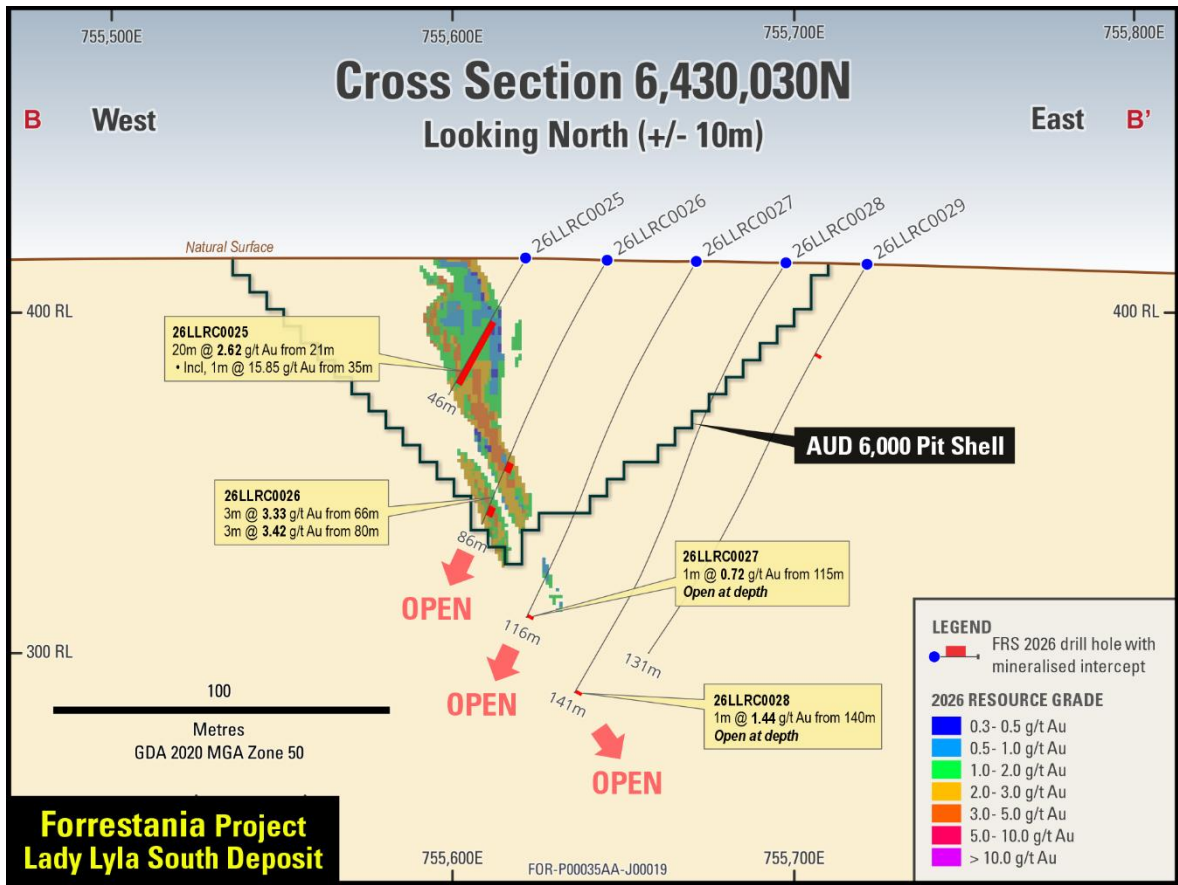 755,500E
755,600E
755,700E
755,800E
Cross Section 6,430,030N
Looking North (+/- 10m)
B
West
East
B'
26LLRC0025
26LLRC0026
26LLRC0027
26LLRC0028
26LLRC0029
Natural Surface
400 RL
400 RL
26LLRC0025
20m @ 2.62 g/t Au from 21m
• Incl, 1m @ 15.85 g/t Au from 35m
46m
AUD 6,000 Pit Shell
26LLRC0026
3m @ 3.33 g/t Au from 66m
3m @ 3.42 g/t Au from 80m
86m
OPEN
26LLRC0027
1m @ 0.72 g/t Au from 115m
Open at depth
116m
131m
300 RL
OPEN
141m
26LLRC0028
1m @ 1.44 g/t Au from 140m
Open at depth
OPEN
100
Metres
GDA 2020 MGA Zone 50
LEGEND
FRS 2026 drill hole with
mineralised intercept
2026 RESOURCE GRADE
0.3- 0.5 g/t Au
0.5- 1.0 g/t Au
1.0- 2.0 g/t Au
2.0- 3.0 g/t Au
3.0- 5.0 g/t Au
5.0- 10.0 g/t Au
> 10.0 g/t Au
Forrestania Project
Lady Lyla South Deposit
755,600E
755,700E
FOR-P00035AA-J00019